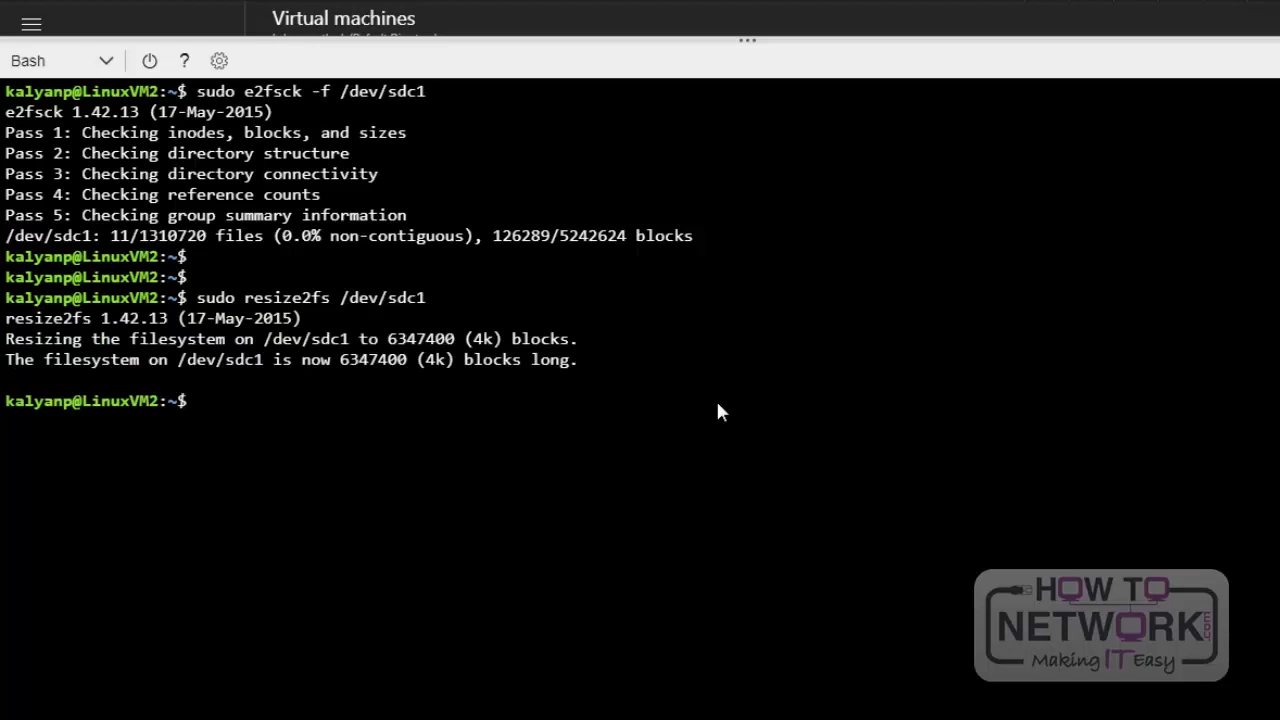 Virtual machines
Bash
?
kalyanp@LinuxVM2:~$ sudo e2fsck -f /dev/sdc1
e2fsck 1.42.13 (17-May-2015)
Pass 1: Checking inodes, blocks, and sizes
Pass 2: Checking directory structure
Pass 3: Checking directory connectivity
Pass 4: Checking reference counts
Pass 5: Checking group summary information
/dev/sdc1: 11/1310720 files (0.0% non-contiguous), 126289/5242624 blocks
kalyanp@LinuxVM2:~$
kalyanp@LinuxVM2:~$
kalyanp@LinuxVM2:~$ sudo resize2fs /dev/sdc1
resize2fs 1.42.13 (17-May-2015)
Resizing the filesystem on /dev/sdc1 to 6347400 (4k) blocks.
The filesystem on /dev/sdc1 is now 6347400 (4k) blocks long.
kalyanp@LinuxVM2:~$
HOW TO
NETWORK.com
Making IT Easy